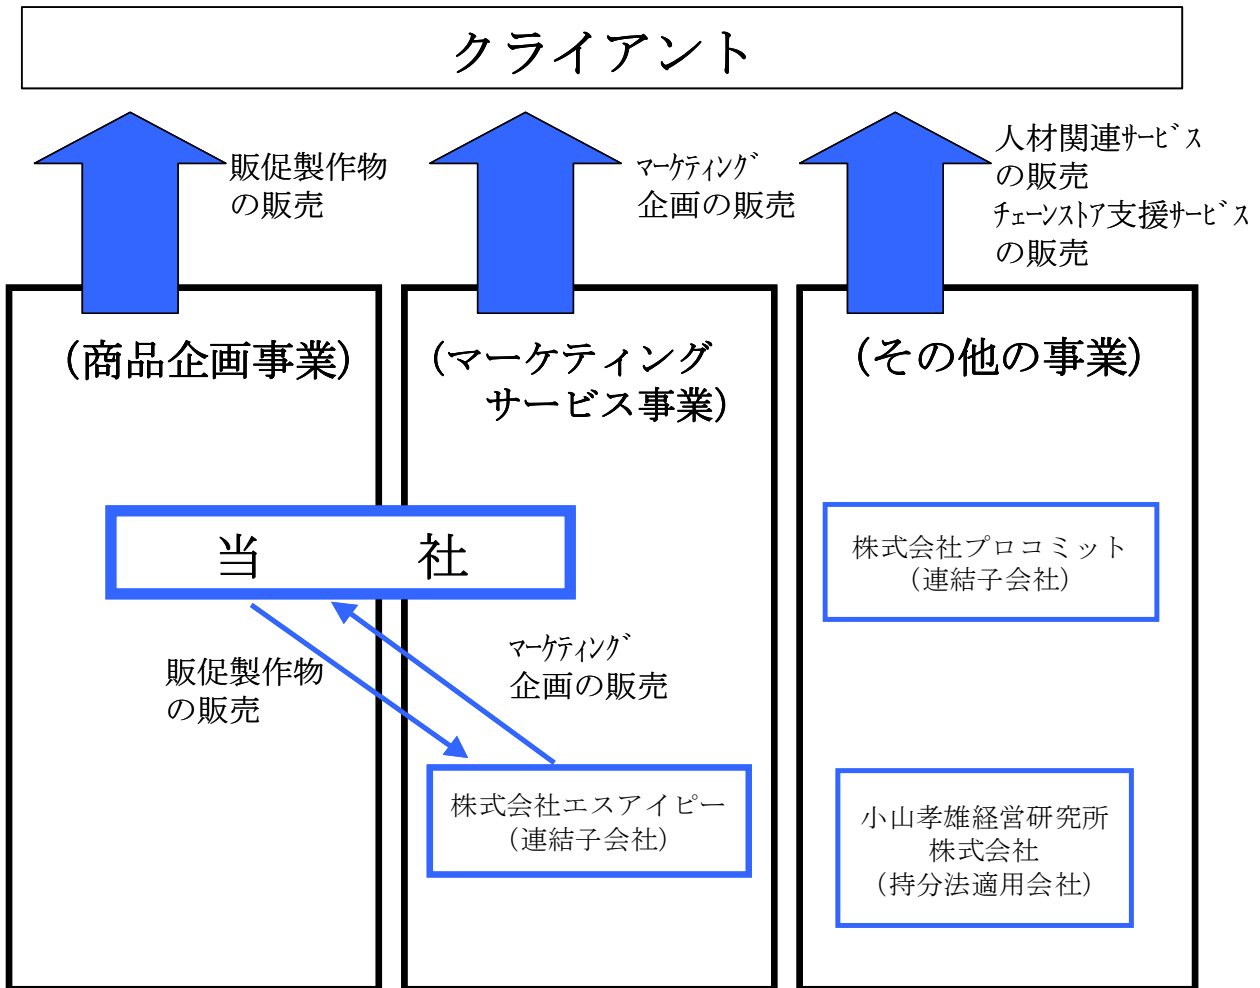 クライアント
販促製作物
の販売
ﾏｰｹﾃｨﾝｸﾞ
企画の販売
人材関連ｻｰﾋﾞｽ
の販売
ﾁｪｰﾝｽﾄｱ支援ｻｰﾋﾞｽ
の販売
(商品企画事業)
(マーケティング
サービス事業)
(その他の事業)
当　　　社
株式会社プロコミット
(連結子会社)
販促製作物
の販売
ﾏｰｹﾃｨﾝｸﾞ
企画の販売
株式会社エスアイピー
(連結子会社)
小山孝雄経営研究所
株式会社
(持分法適用会社)